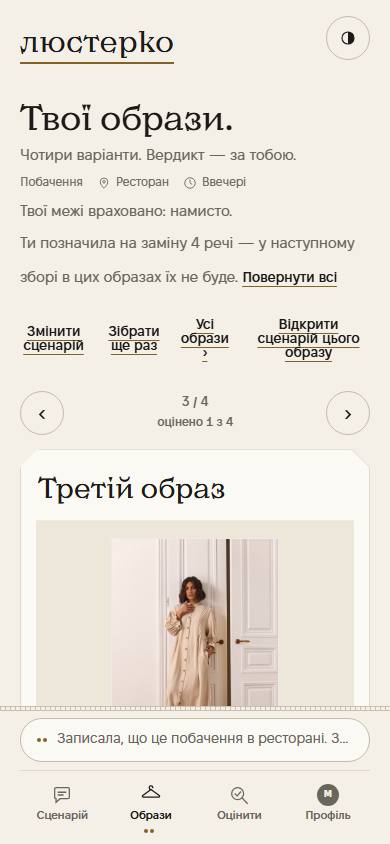 люстерко
Твої образи.
Чотири варіанти. Вердикт — за тобою.
Побачення Ресторан Ввечері
Твої межі враховано: намисто.
Ти позначила на заміну 4 речі — у наступному
зборі в цих образах їх не буде. Повернути всі
Змінити
сценарій
Зібрати
ще раз
Усі
образи
›
Відкрити
сценарій цього
образу
‹
3 / 4
оцінено 1 з 4
›
Третій образ
Записала, що це побачення в ресторані. З...
Сценарій
Образи
Оцінити
М
Профіль